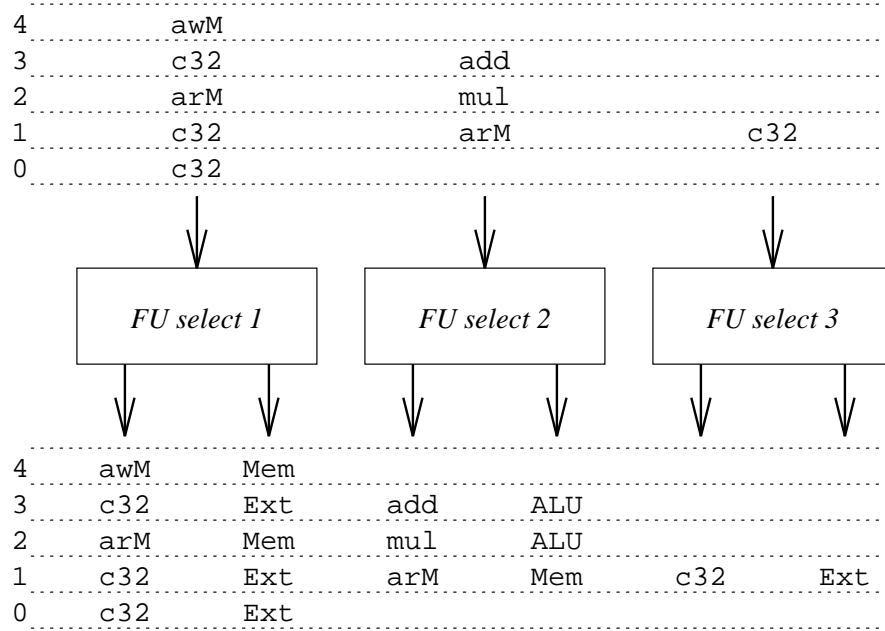 4 awM
3 c32 add
2 arM mul
1 c32 arM c32
0 c32
FU select 1 FU select 2 FU select 3
4 awM Mem
3 c32 Ext add ALU
2 arM Mem mul ALU
1 c32 Ext arM Mem c32 Ext
0 c32 Ext